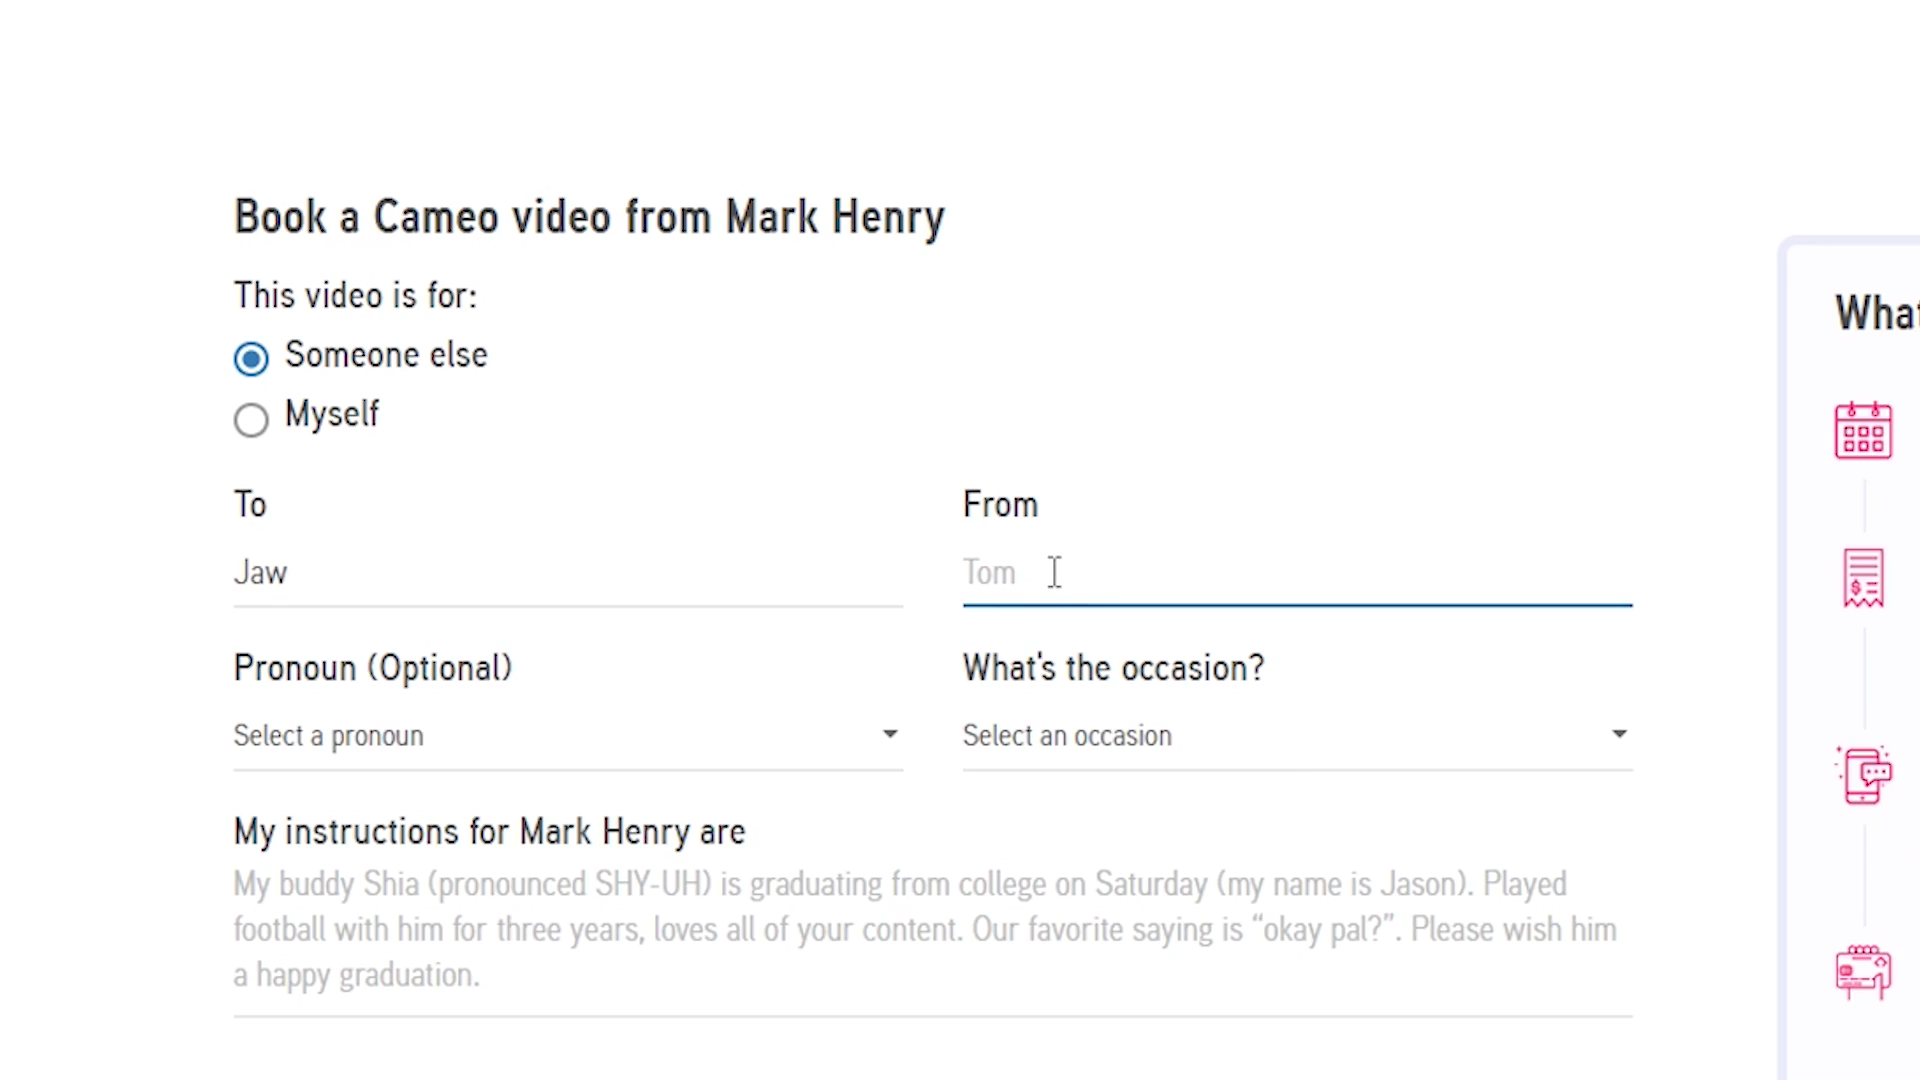 Book a Cameo video from Mark Henry
This video is for:
Someone else
Myself
To
From
Jaw
Tom
Pronoun (Optional)
What's the occasion?
Select a pronoun
Select an occasion
My instructions for Mark Henry are
My buddy Shia (pronounced SHY-UH) is graduating from college on Saturday (my name is Jason). Played
football with him for three years, loves all of your content. Our favorite saying is “okay pal?”. Please wish him
a happy graduation.
What